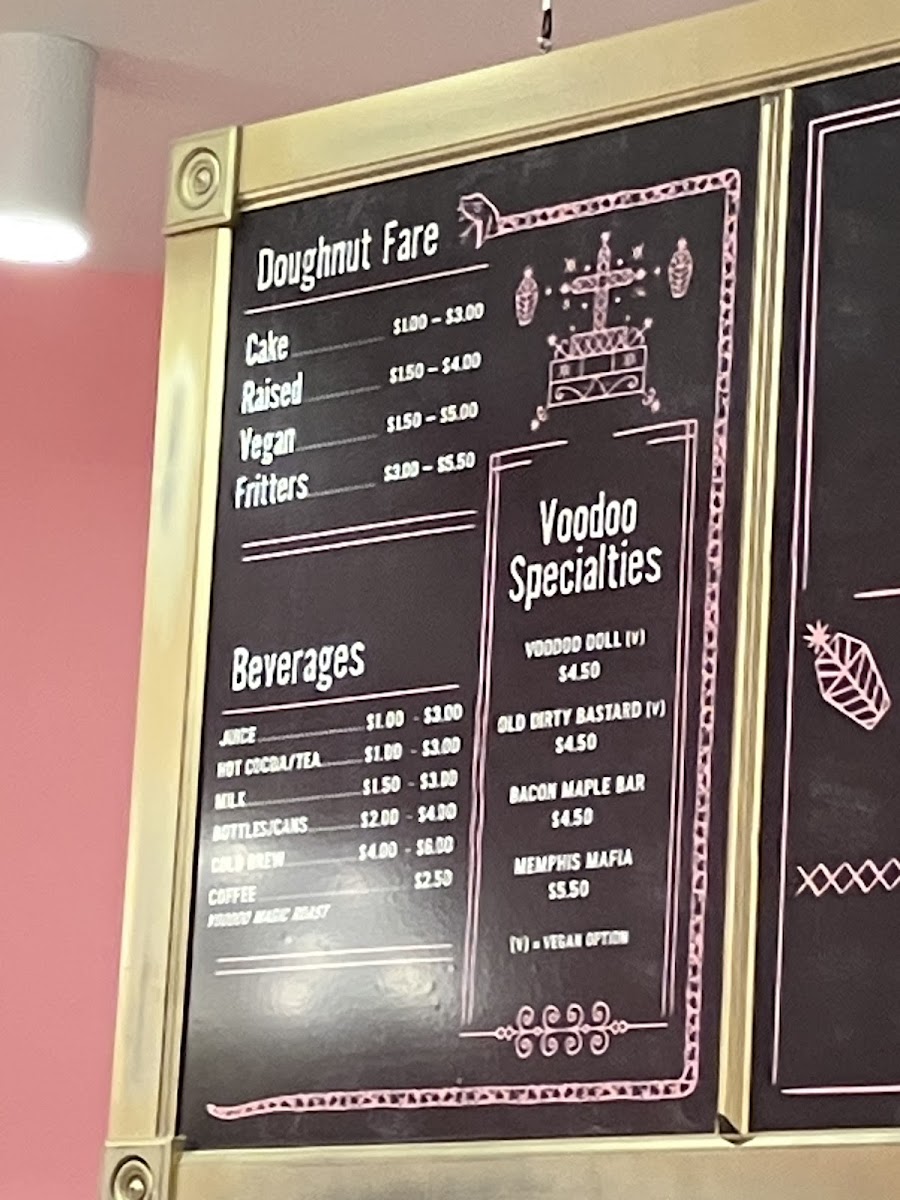 Doughnut Fare
Cake $1.00 – $3.00
Raised $1.50 – $4.00
Vegan $1.50 – $5.00
Fritters $3.00 – $5.50
Beverages
JUICE $1.00 - $3.00
HOT COCOA/TEA $1.00 - $3.00
MILK $1.50 - $3.00
BOTTLES/CANS $2.00 - $4.00
COLD BREW $4.00 - $6.00
COFFEE $2.50
VOODOO MAGIC ROAST
Voodoo
Specialties
VOODOO DOLL (V)
$4.50
OLD DIRTY BASTARD (V)
$4.50
BACON MAPLE BAR
$4.50
MEMPHIS MAFIA
$5.50
(V) = VEGAN OPTION